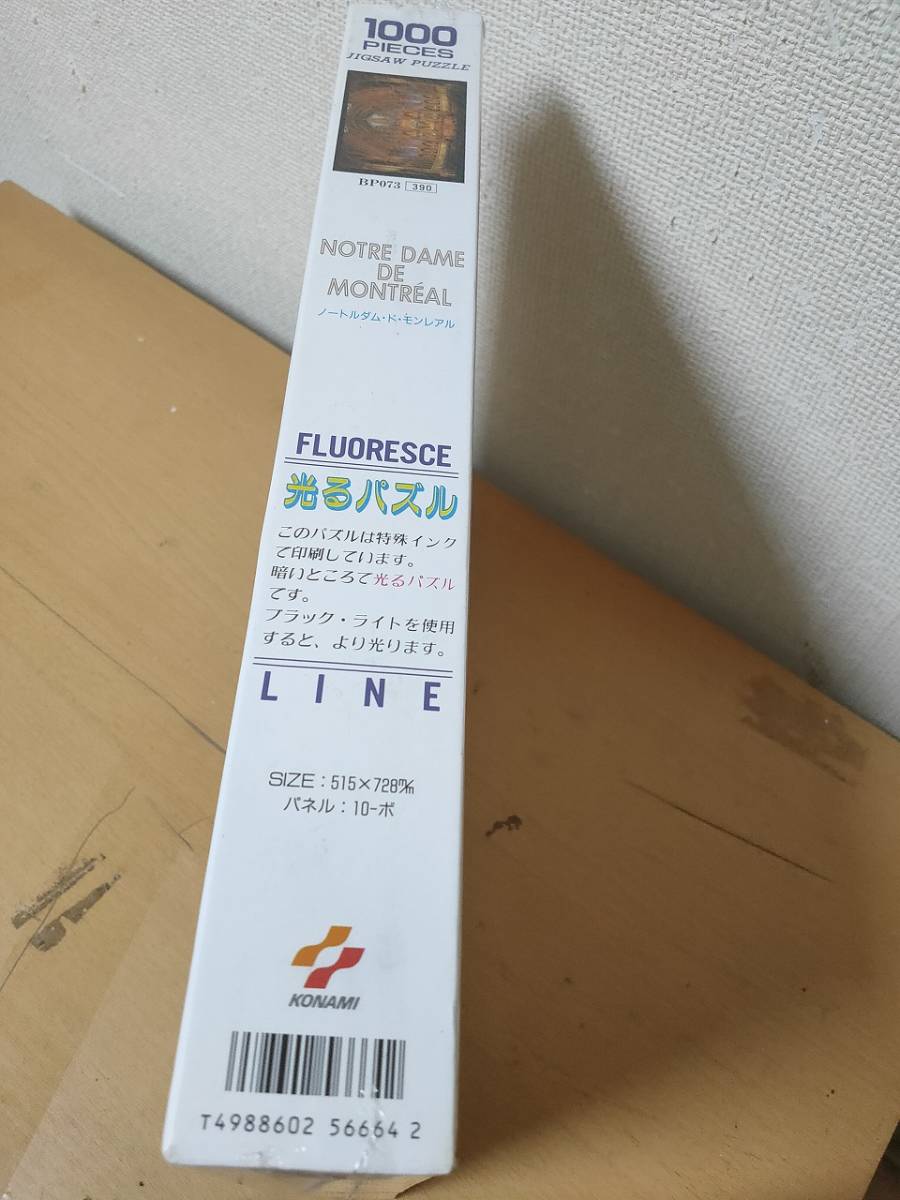 1000
PIECES
JIGSAW PUZZLE
BP073 390
NOTRE DAME
DE
MONTRÉAL
ノートルダム・ド・モンレアル
FLUORESCE
光るパズル
このパズルは特殊インク
で印刷しています。
暗いところで光るパズル
です。
ブラック・ライトを使用
すると、より光ります。
LINE
SIZE：515×728㎜
パネル：10-ボ
KONAMI
T4988602 56664 2